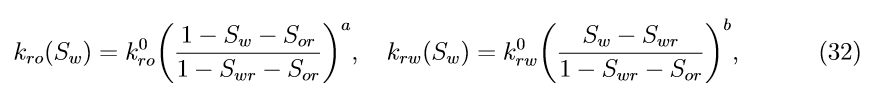 k_{ro}(S_w) = k_{ro}^0 \left( \frac{1 - S_w - S_{or}}{1 - S_{wr} - S_{or}} \right)^a, \quad k_{rw}(S_w) = k_{rw}^0 \left( \frac{S_w - S_{wr}}{1 - S_{wr} - S_{or}} \right)^b, \qquad (32)